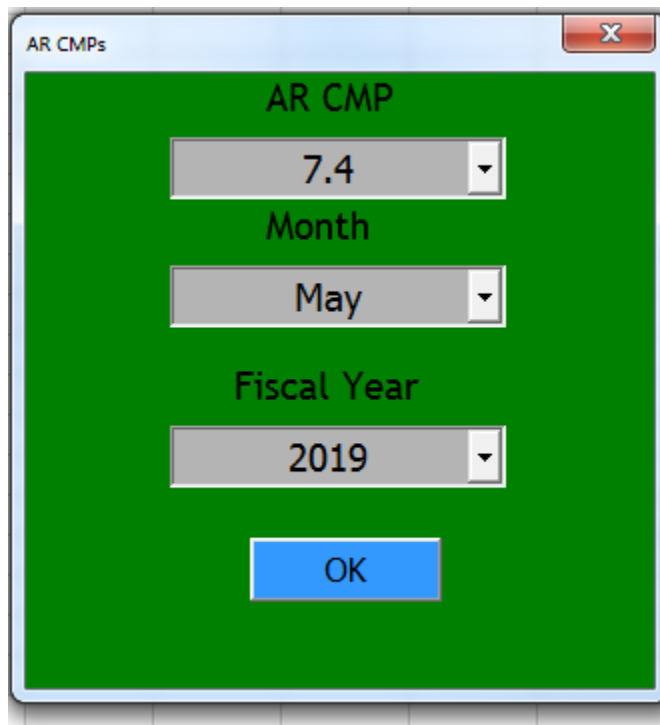 AR CMPs
AR CMP
7.4
Month
May
Fiscal Year
2019
OK